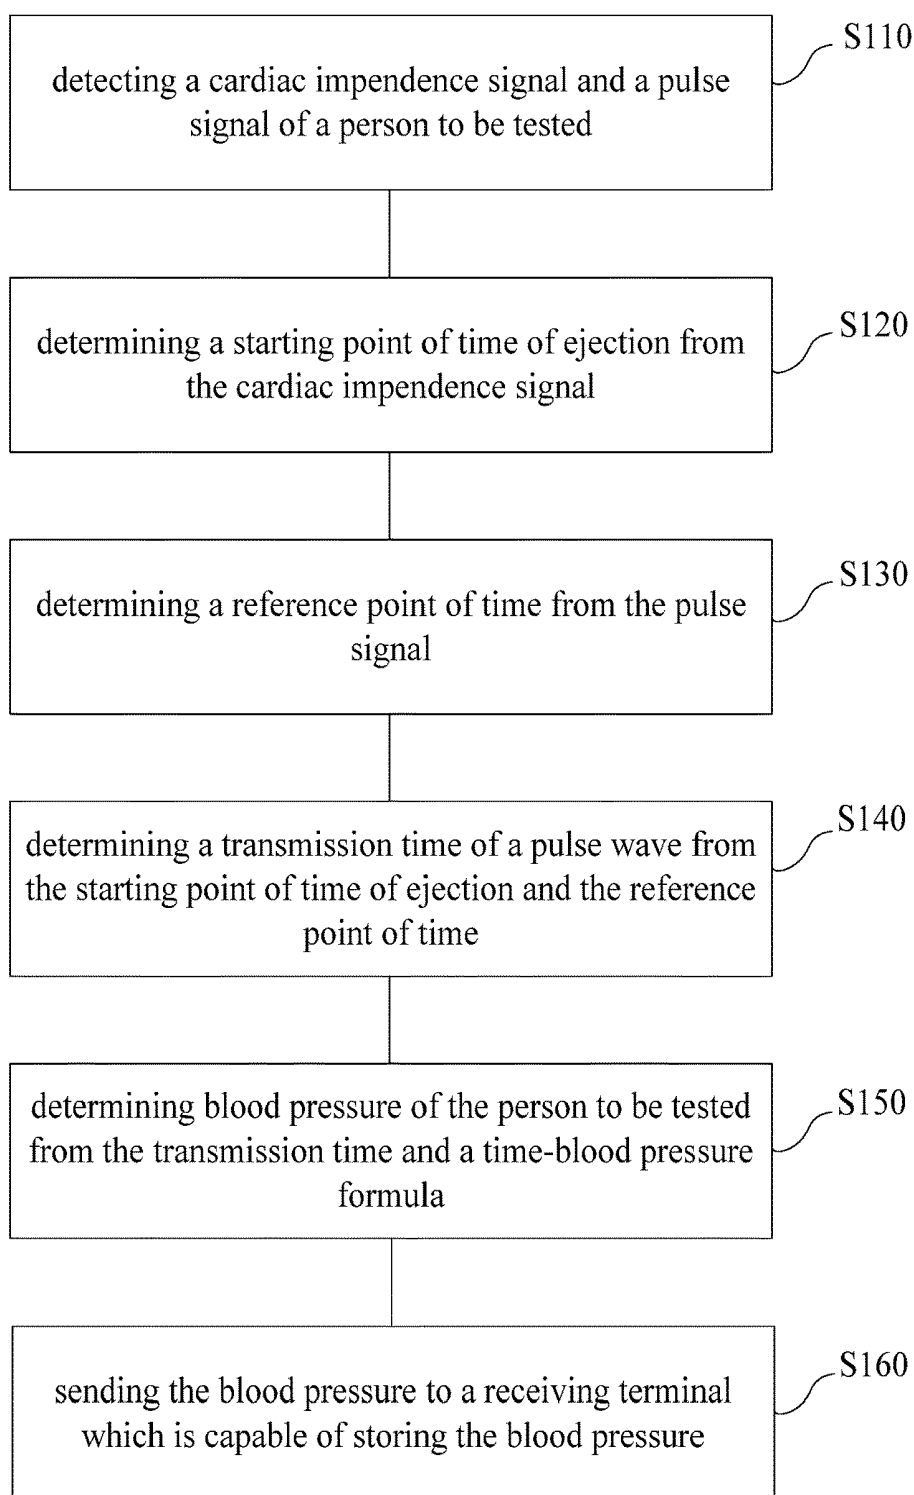 S110
detecting a cardiac impendence signal and a pulse
signal of a person to be tested
S120
determining a starting point of time of ejection from
the cardiac impendence signal
S130
determining a reference point of time from the pulse
signal
S140
determining a transmission time of a pulse wave from
the starting point of time of ejection and the reference
point of time
S150
determining blood pressure of the person to be tested
from the transmission time and a time-blood pressure
formula
S160
sending the blood pressure to a receiving terminal
which is capable of storing the blood pressure